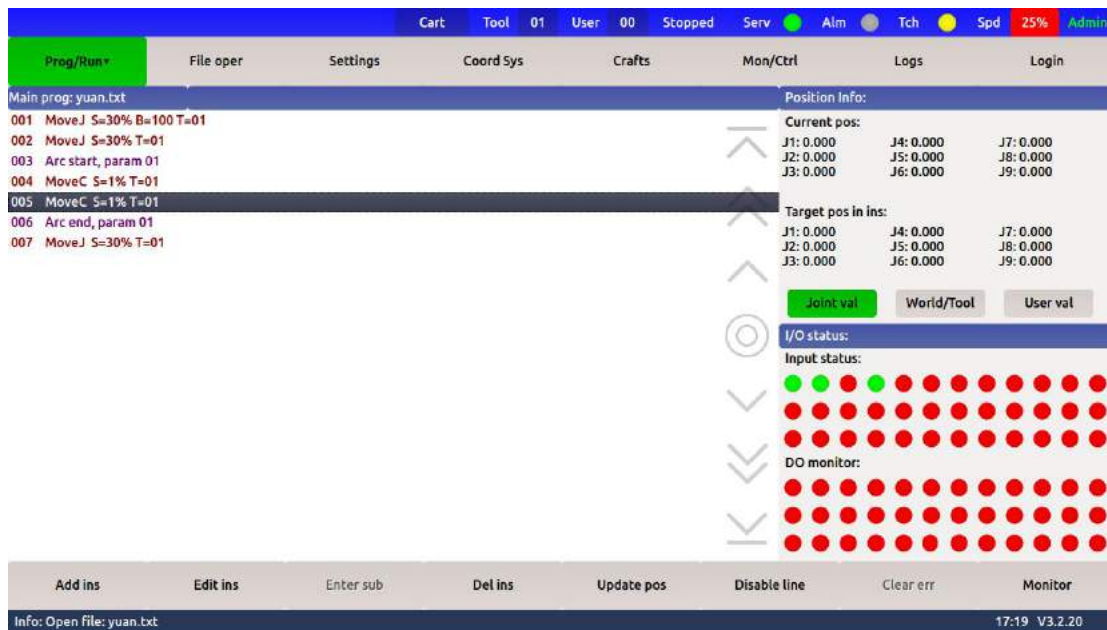 Cart Tool 01 User 00 Stopped Serv Alm Tch Spd 25% Admin
Prog/Run▾ File oper Settings Coord Sys Crafts Mon/Ctrl Logs Login
Main prog: yuan.txt
001 MoveJ S=30% B=100 T=01
002 MoveJ S=30% T=01
003 Arc start, param 01
004 MoveC S=1% T=01
005 MoveC S=1% T=01
006 Arc end, param 01
007 MoveJ S=30% T=01
Position Info:
Current pos:
J1: 0.000 J4: 0.000 J7: 0.000
J2: 0.000 J5: 0.000 J8: 0.000
J3: 0.000 J6: 0.000 J9: 0.000
Target pos in ins:
J1: 0.000 J4: 0.000 J7: 0.000
J2: 0.000 J5: 0.000 J8: 0.000
J3: 0.000 J6: 0.000 J9: 0.000
Joint val World/Tool User val
I/O status:
Input status:
DO monitor:
Add ins Edit ins Enter sub Del ins Update pos Disable line Clear err Monitor
Info: Open file: yuan.txt 17:19 V3.2.20